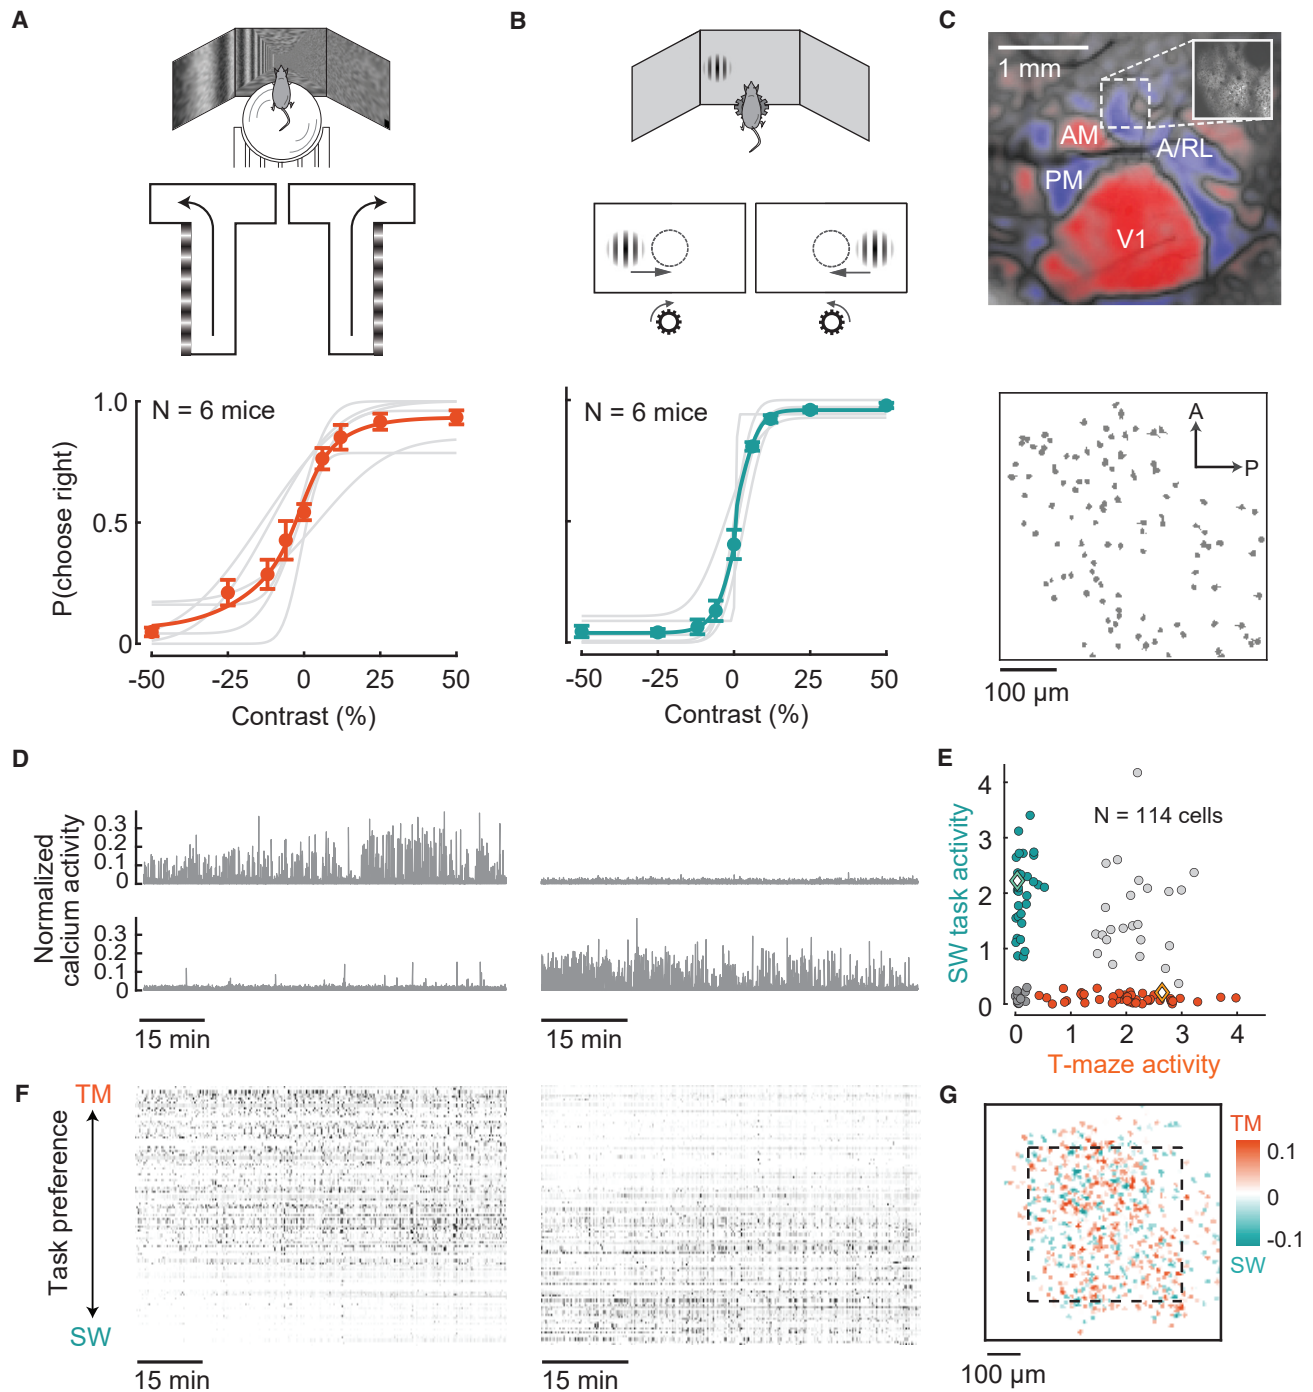 A
B
C
1 mm
AM
A/RL
PM
V1
N = 6 mice
P(choose right)
1.0
0.5
0
-50
-25
0
25
50
Contrast (%)
N = 6 mice
-50
-25
0
25
50
Contrast (%)
A
P
100 µm
D
Normalized
calcium activity
0.3
0.2
0.1
0
0.3
0.2
0.1
0
15 min
15 min
E
SW task activity
4
3
2
1
0
N = 114 cells
0
1
2
3
4
T-maze activity
F
TM
Task preference
SW
15 min
15 min
G
TM
0.1
0
-0.1
SW
100 µm